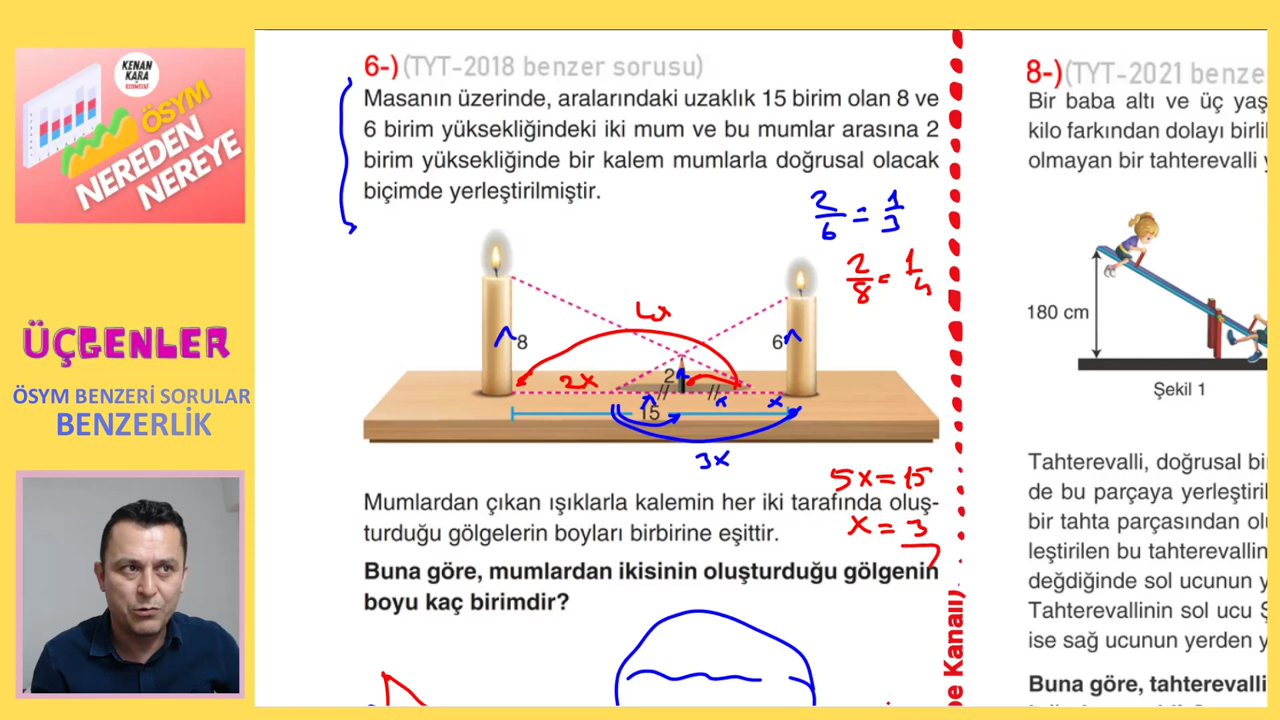 KENAN
KARA
ÖSYM
NEREDEN
NEREYE
ÜÇGENLER
ÖSYM BENZERİ SORULAR
BENZERLİK
6-) (TYT-2018 benzer sorusu)
Masanın üzerinde, aralarındaki uzaklık 15 birim olan 8 ve
6 birim yüksekliğindeki iki mum ve bu mumlar arasına 2
birim yüksekliğinde bir kalem mumlarla doğrusal olacak
biçimde yerleştirilmiştir.
2/6 = 1/3
2/8 = 1/4
4x
8
6
2
2x
x
x
15
3x
5x = 15
x = 3
Mumlardan çıkan ışıklarla kalemin her iki tarafında oluş-
turduğu gölgelerin boyları birbirine eşittir.
Buna göre, mumlardan ikisinin oluşturduğu gölgenin
boyu kaç birimdir?
be Kanalı)
8-) (TYT-2021 benze
Bir baba altı ve üç yaş
kilo farkından dolayı birli
olmayan bir tahterevalli y
180 cm
Şekil 1
Tahterevalli, doğrusal bi
de bu parçaya yerleştiril
bir tahta parçasından olu
leştirilen bu tahterevallin
değdiğinde sol ucunun y
Tahterevallinin sol ucu Ş
ise sağ ucunun yerden y
Buna göre, tahterevalli